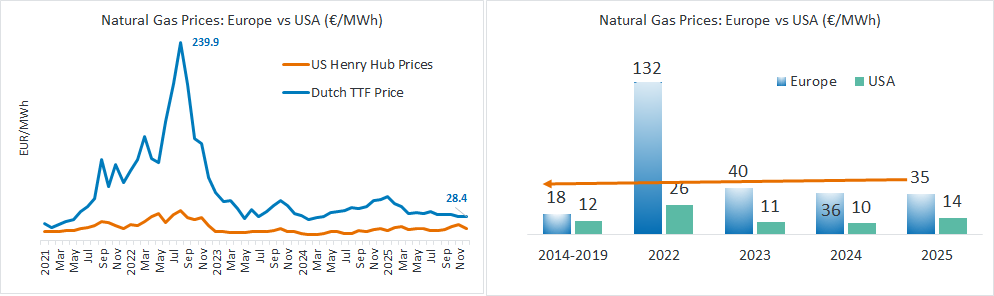 Natural Gas Prices: Europe vs USA (€/MWh)
239.9
US Henry Hub Prices
Dutch TTF Price
EUR/MWh
28.4
2021 Mar May Jul Sep Nov 2022 Mar May Jul Sep Nov 2023 Mar May Jul Sep Nov 2024 Mar May Jul Sep Nov 2025 Mar May Jul Sep Nov
Natural Gas Prices: Europe vs USA (€/MWh)
132
Europe USA
40
35
18 12 26 11 36 10 14
2014-2019 2022 2023 2024 2025